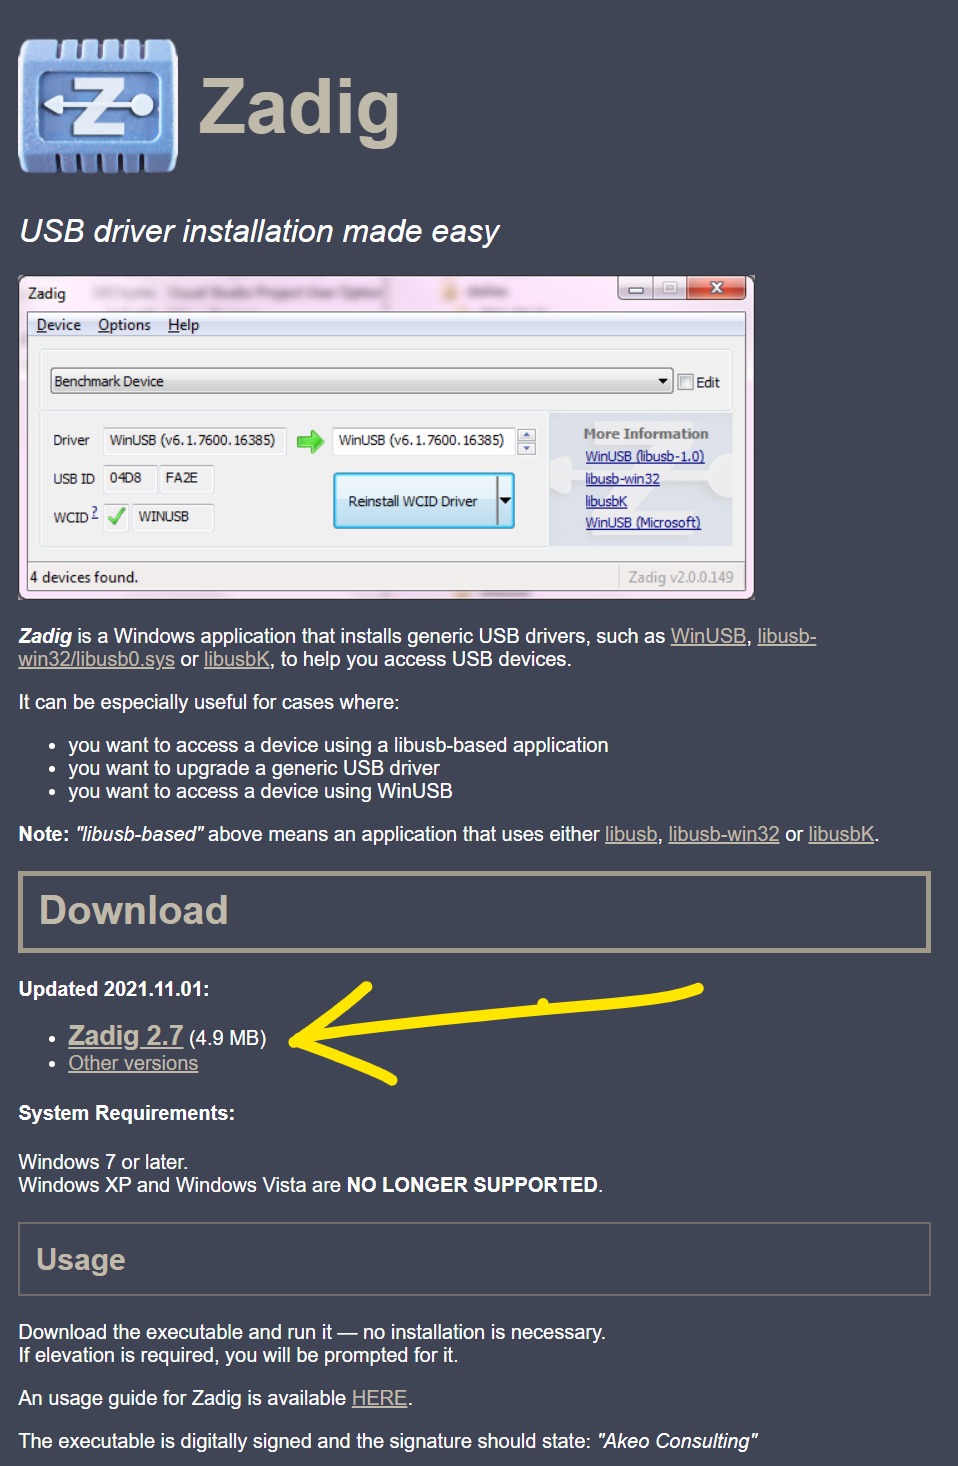 Zadig
USB driver installation made easy
Zadig
Device Options Help
Benchmark Device
Edit
Driver WinUSB (v6.1.7600.16385) WinUSB (v6.1.7600.16385)
USB ID 04D8 FA2E
WCID ? WINUSB
Reinstall WCID Driver
More Information
WinUSB (libusb-1.0)
libusb-win32
libusbK
WinUSB (Microsoft)
4 devices found.
Zadig v2.0.0.149
Zadig is a Windows application that installs generic USB drivers, such as WinUSB, libusb-
win32/libusb0.sys or libusbK, to help you access USB devices.
It can be especially useful for cases where:
• you want to access a device using a libusb-based application
• you want to upgrade a generic USB driver
• you want to access a device using WinUSB
Note: "libusb-based" above means an application that uses either libusb, libusb-win32 or libusbK.
Download
Updated 2021.11.01:
• Zadig 2.7 (4.9 MB)
• Other versions
System Requirements:
Windows 7 or later.
Windows XP and Windows Vista are NO LONGER SUPPORTED.
Usage
Download the executable and run it — no installation is necessary.
If elevation is required, you will be prompted for it.
An usage guide for Zadig is available HERE.
The executable is digitally signed and the signature should state: "Akeo Consulting"